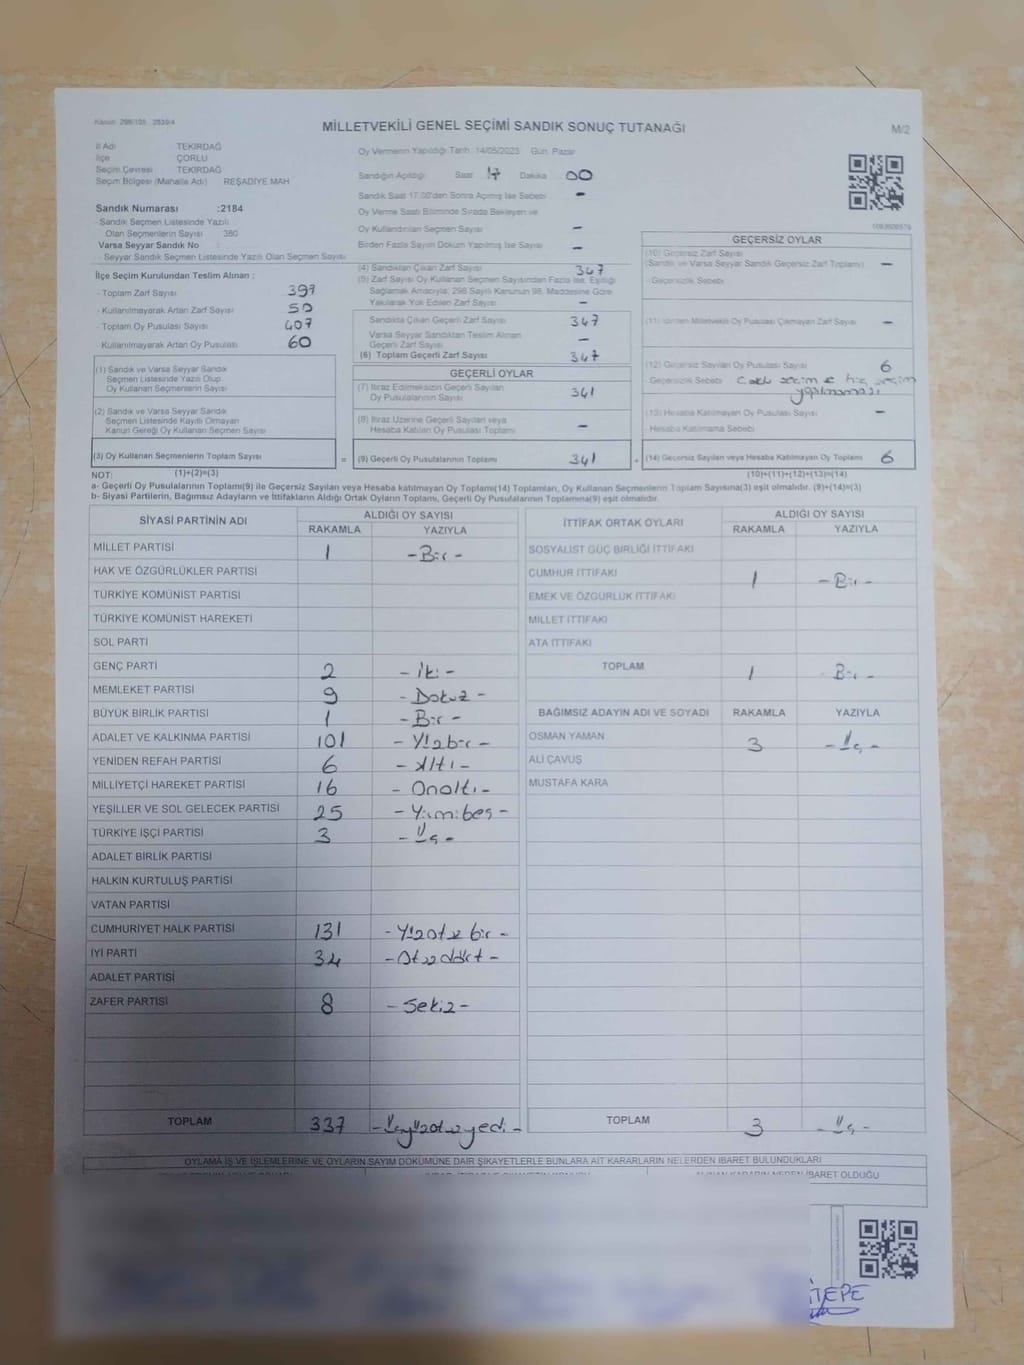 Kanun: 298/105 , 2839/4
MİLLETVEKİLİ GENEL SEÇİMİ SANDIK SONUÇ TUTANAĞI
M/2
İl Adı TEKİRDAĞ
İlçe ÇORLU
Seçim Çevresi TEKİRDAĞ
Seçim Bölgesi (Mahalle Adı) REŞADİYE MAH
Sandık Numarası :2184
- Sandık Seçmen Listesinde Yazılı
Olan Seçmenlerin Sayısı 380
Varsa Seyyar Sandık No :
- Seyyar Sandık Seçmen Listesinde Yazılı Olan Seçmen Sayısı
İlçe Seçim Kurulundan Teslim Alınan :
- Toplam Zarf Sayısı 397
- Kullanılmayarak Artan Zarf Sayısı 50
- Toplam Oy Pusulası Sayısı 407
- Kullanılmayarak Artan Oy Pusulası 60
(1) Sandık ve Varsa Seyyar Sandık
Seçmen Listesinde Yazılı Olup
Oy Kullanan Seçmenlerin Sayısı
(2) Sandık ve Varsa Seyyar Sandık
Seçmen Listesinde Kayıtlı Olmayan
Kanun Gereği Oy Kullanan Seçmen Sayısı
(3) Oy Kullanan Seçmenlerin Toplam Sayısı =
Oy Vermenin Yapıldığı Tarih: 14/05/2023 Gün: Pazar
Sandığın Açıldığı Saat 17 Dakika 00
Sandık Saat 17:00'den Sonra Açılmış İse Sebebi -
Oy Verme Saati Bitiminde Sırada Bekleyen ve
Oy Kullandırılan Seçmen Sayısı -
Birden Fazla Sayım Döküm Yapılmış İse Sayısı -
(4) Sandıktan Çıkan Zarf Sayısı 347
(5) Zarf Sayısı Oy Kullanan Seçmen Sayısından Fazla İse, Eşitliği
Sağlamak Amacıyla, 298 Sayılı Kanunun 98. Maddesine Göre
Yakılarak Yok Edilen Zarf Sayısı -
Sandıkta Çıkan Geçerli Zarf Sayısı 347
Varsa Seyyar Sandıktan Teslim Alınan
Geçerli Zarf Sayısı -
(6) Toplam Geçerli Zarf Sayısı 347
GEÇERLİ OYLAR
(7) İtiraz Edilmeksizin Geçerli Sayılan
Oy Pusulalarının Sayısı 341
(8) İtiraz Üzerine Geçerli Sayılan veya
Hesaba Katılan Oy Pusulası Toplamı -
(9) Geçerli Oy Pusulalarının Toplamı 341 +
GEÇERSİZ OYLAR
(10) Geçersiz Zarf Sayısı
(Sandık ve Varsa Seyyar Sandık Geçersiz Zarf Toplamı) -
- Geçersizlik Sebebi
(11) İçinden Milletvekili Oy Pusulası Çıkmayan Zarf Sayısı -
(12) Geçersiz Sayılan Oy Pusulası Sayısı 6
- Geçersizlik Sebebi Çoklu seçim & hiç seçim
yapılmaması
(13) Hesaba Katılmayan Oy Pusulası Sayısı -
- Hesaba Katılmama Sebebi
(14) Geçersiz Sayılan veya Hesaba Katılmayan Oy Toplamı 6
NOT: (1)+(2)=(3) (10)+(11)+(12)+(13)=(14)
a- Geçerli Oy Pusulalarının Toplamı(9) ile Geçersiz Sayılan veya Hesaba katılmayan Oy Toplamı(14) Toplamları, Oy Kullanan Seçmenlerin Toplam Sayısına(3) eşit olmalıdır. (9)+(14)=(3)
b- Siyasi Partilerin, Bağımsız Adayların ve İttifakların Aldığı Ortak Oyların Toplamı, Geçerli Oy Pusulalarının Toplamına(9) eşit olmalıdır.
SİYASİ PARTİNİN ADI ALDIĞI OY SAYISI
RAKAMLA YAZIYLA
MİLLET PARTİSİ 1 -Bir-
HAK VE ÖZGÜRLÜKLER PARTİSİ
TÜRKİYE KOMÜNİST PARTİSİ
TÜRKİYE KOMÜNİST HAREKETİ
SOL PARTİ
GENÇ PARTİ 2 -İki-
MEMLEKET PARTİSİ 9 -Dokuz-
BÜYÜK BİRLİK PARTİSİ 1 -Bir-
ADALET VE KALKINMA PARTİSİ 101 -Yüzbir-
YENİDEN REFAH PARTİSİ 6 -Altı-
MİLLİYETÇİ HAREKET PARTİSİ 16 -Onaltı-
YEŞİLLER VE SOL GELECEK PARTİSİ 25 -Yirmibeş-
TÜRKİYE İŞÇİ PARTİSİ 3 -Üç-
ADALET BİRLİK PARTİSİ
HALKIN KURTULUŞ PARTİSİ
VATAN PARTİSİ
CUMHURİYET HALK PARTİSİ 131 -Yüzotuzbir-
İYİ PARTİ 34 -Otuzdört-
ADALET PARTİSİ
ZAFER PARTİSİ 8 -Sekiz-
TOPLAM 337 -Üçyüzotuzyedi-
İTTİFAK ORTAK OYLARI ALDIĞI OY SAYISI
RAKAMLA YAZIYLA
SOSYALİST GÜÇ BİRLİĞİ İTTİFAKI
CUMHUR İTTİFAKI 1 -Bir-
EMEK VE ÖZGÜRLÜK İTTİFAKI
MİLLET İTTİFAKI
ATA İTTİFAKI
TOPLAM 1 -Bir-
BAĞIMSIZ ADAYIN ADI VE SOYADI RAKAMLA YAZIYLA
OSMAN YAMAN 3 -Üç-
ALİ ÇAVUŞ
MUSTAFA KARA
TOPLAM 3 -Üç-
OYLAMA İŞ VE İŞLEMLERİNE VE OYLARIN SAYIM DÖKÜMÜNE DAİR ŞİKAYETLERLE BUNLARA AİT KARARLARIN NELERDEN İBARET BULUNDUKLARI
ALINAN KARARIN NEDEN İBARET OLDUĞU
TEPE